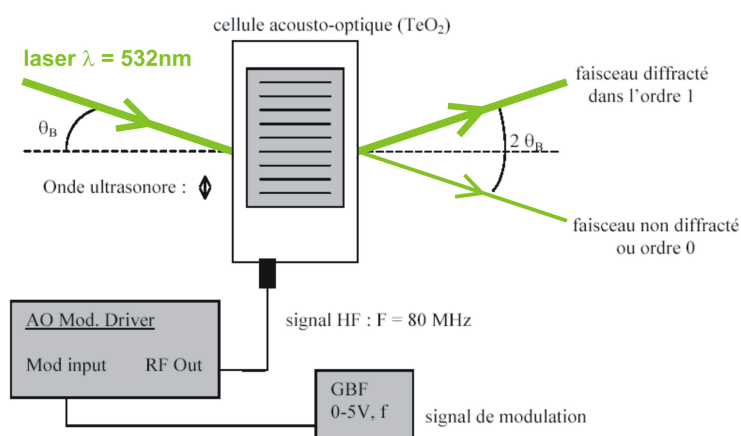 cellule acousto-optique (TeO₂)
laser λ = 532nm
faisceau diffracté
dans l'ordre 1
θB
2 θB
Onde ultrasonore :
faisceau non diffracté
ou ordre 0
signal HF : F = 80 MHz
AO Mod. Driver
Mod input RF Out
GBF
0-5V, f
signal de modulation